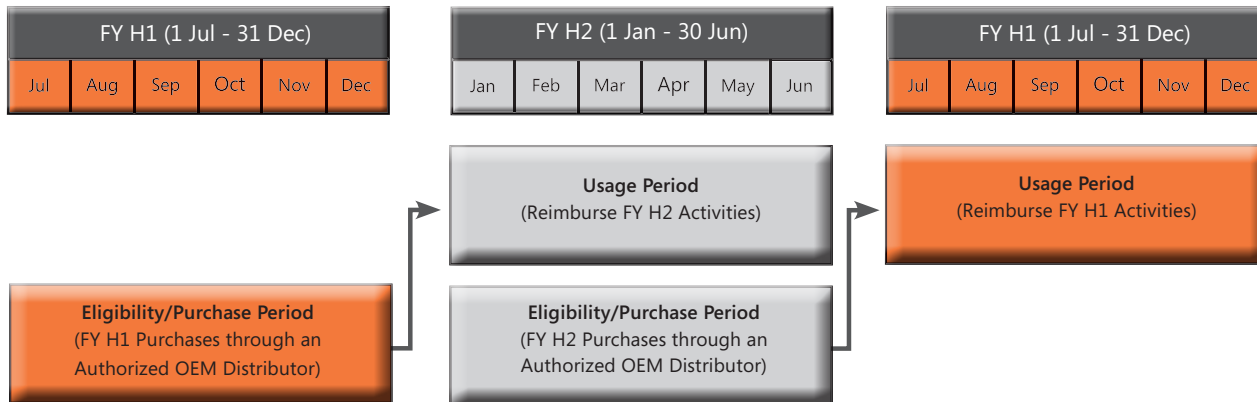 FY H1 (1 Jul - 31 Dec)
Jul Aug Sep Oct Nov Dec
FY H2 (1 Jan - 30 Jun)
Jan Feb Mar Apr May Jun
FY H1 (1 Jul - 31 Dec)
Jul Aug Sep Oct Nov Dec
Usage Period
(Reimburse FY H2 Activities)
Usage Period
(Reimburse FY H1 Activities)
Eligibility/Purchase Period
(FY H1 Purchases through an
Authorized OEM Distributor)
Eligibility/Purchase Period
(FY H2 Purchases through an
Authorized OEM Distributor)